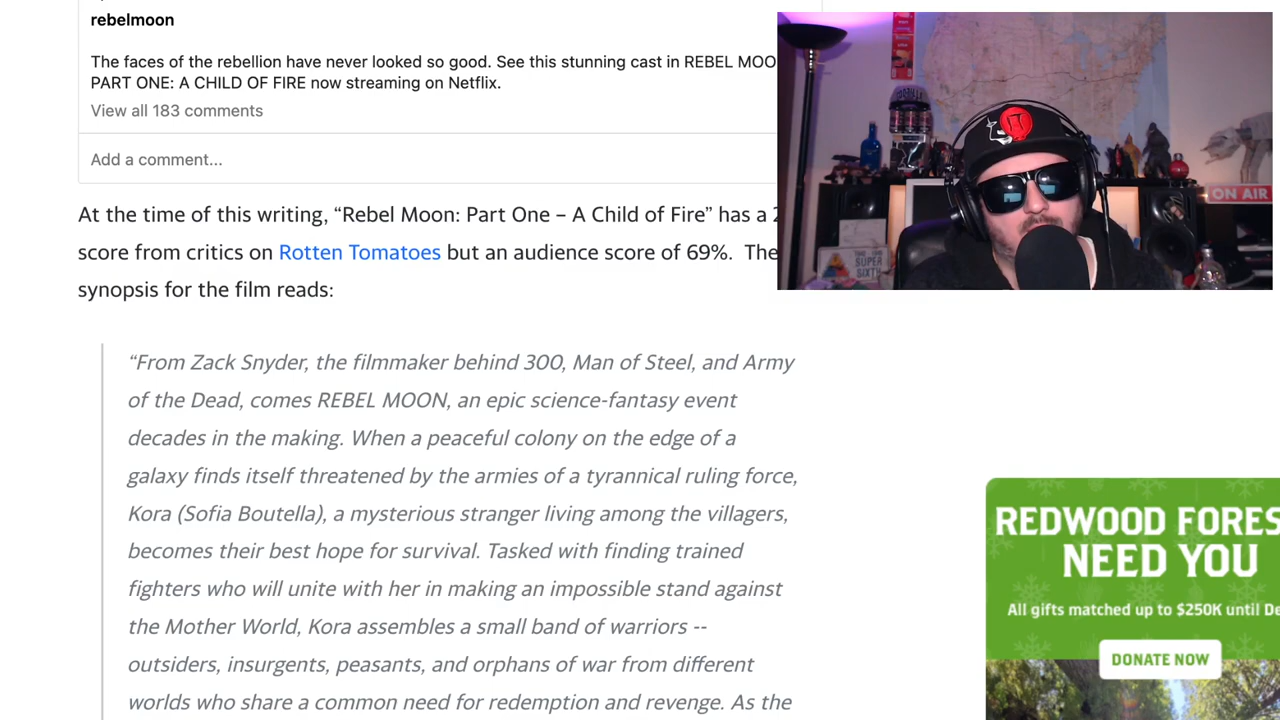 rebelmoon
The faces of the rebellion have never looked so good. See this stunning cast in REBEL MOO
PART ONE: A CHILD OF FIRE now streaming on Netflix.
View all 183 comments
Add a comment...
At the time of this writing, “Rebel Moon: Part One – A Child of Fire” has a 2
score from critics on Rotten Tomatoes but an audience score of 69%. The
synopsis for the film reads:
“From Zack Snyder, the filmmaker behind 300, Man of Steel, and Army
of the Dead, comes REBEL MOON, an epic science-fantasy event
decades in the making. When a peaceful colony on the edge of a
galaxy finds itself threatened by the armies of a tyrannical ruling force,
Kora (Sofia Boutella), a mysterious stranger living among the villagers,
becomes their best hope for survival. Tasked with finding trained
fighters who will unite with her in making an impossible stand against
the Mother World, Kora assembles a small band of warriors --
outsiders, insurgents, peasants, and orphans of war from different
worlds who share a common need for redemption and revenge. As the
IT
ON AIR
SUPER
SIXTY
REDWOOD FORES
NEED YOU
All gifts matched up to $250K until De
DONATE NOW